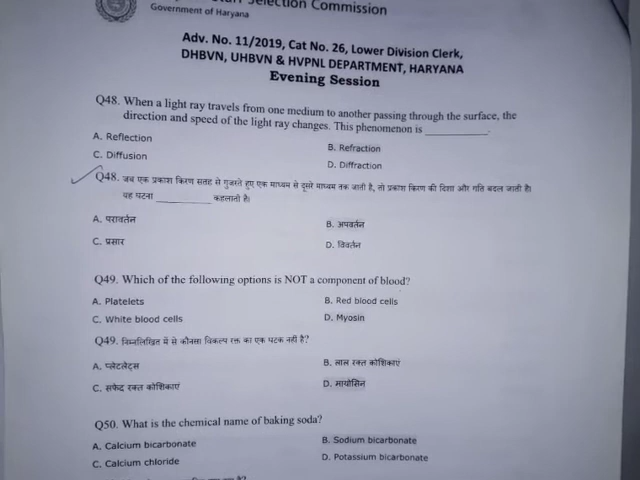 Selection Commission
Government of Haryana
Adv. No. 11/2019, Cat No. 26, Lower Division Clerk,
DHBVN, UHBVN & HVPNL DEPARTMENT, HARYANA
Evening Session
Q48. When a light ray travels from one medium to another passing through the surface, the
direction and speed of the light ray changes. This phenomenon is ___________.
A. Reflection
B. Refraction
C. Diffusion
D. Diffraction
Q48. जब एक प्रकाश किरण सतह से गुजरते हुए एक माध्यम से दूसरे माध्यम तक जाती है, तो प्रकाश किरण की दिशा और गति बदल जाती है।
यह घटना ___________ कहलाती है।
A. परावर्तन
B. अपवर्तन
C. प्रसार
D. विवर्तन
Q49. Which of the following options is NOT a component of blood?
A. Platelets
B. Red blood cells
C. White blood cells
D. Myosin
Q49. निम्नलिखित में से कौनसा विकल्प रक्त का एक घटक नहीं है?
A. प्लेटलेट्स
B. लाल रक्त कोशिकाएं
C. सफेद रक्त कोशिकाएं
D. मायोसिन
Q50. What is the chemical name of baking soda?
A. Calcium bicarbonate
B. Sodium bicarbonate
C. Calcium chloride
D. Potassium bicarbonate